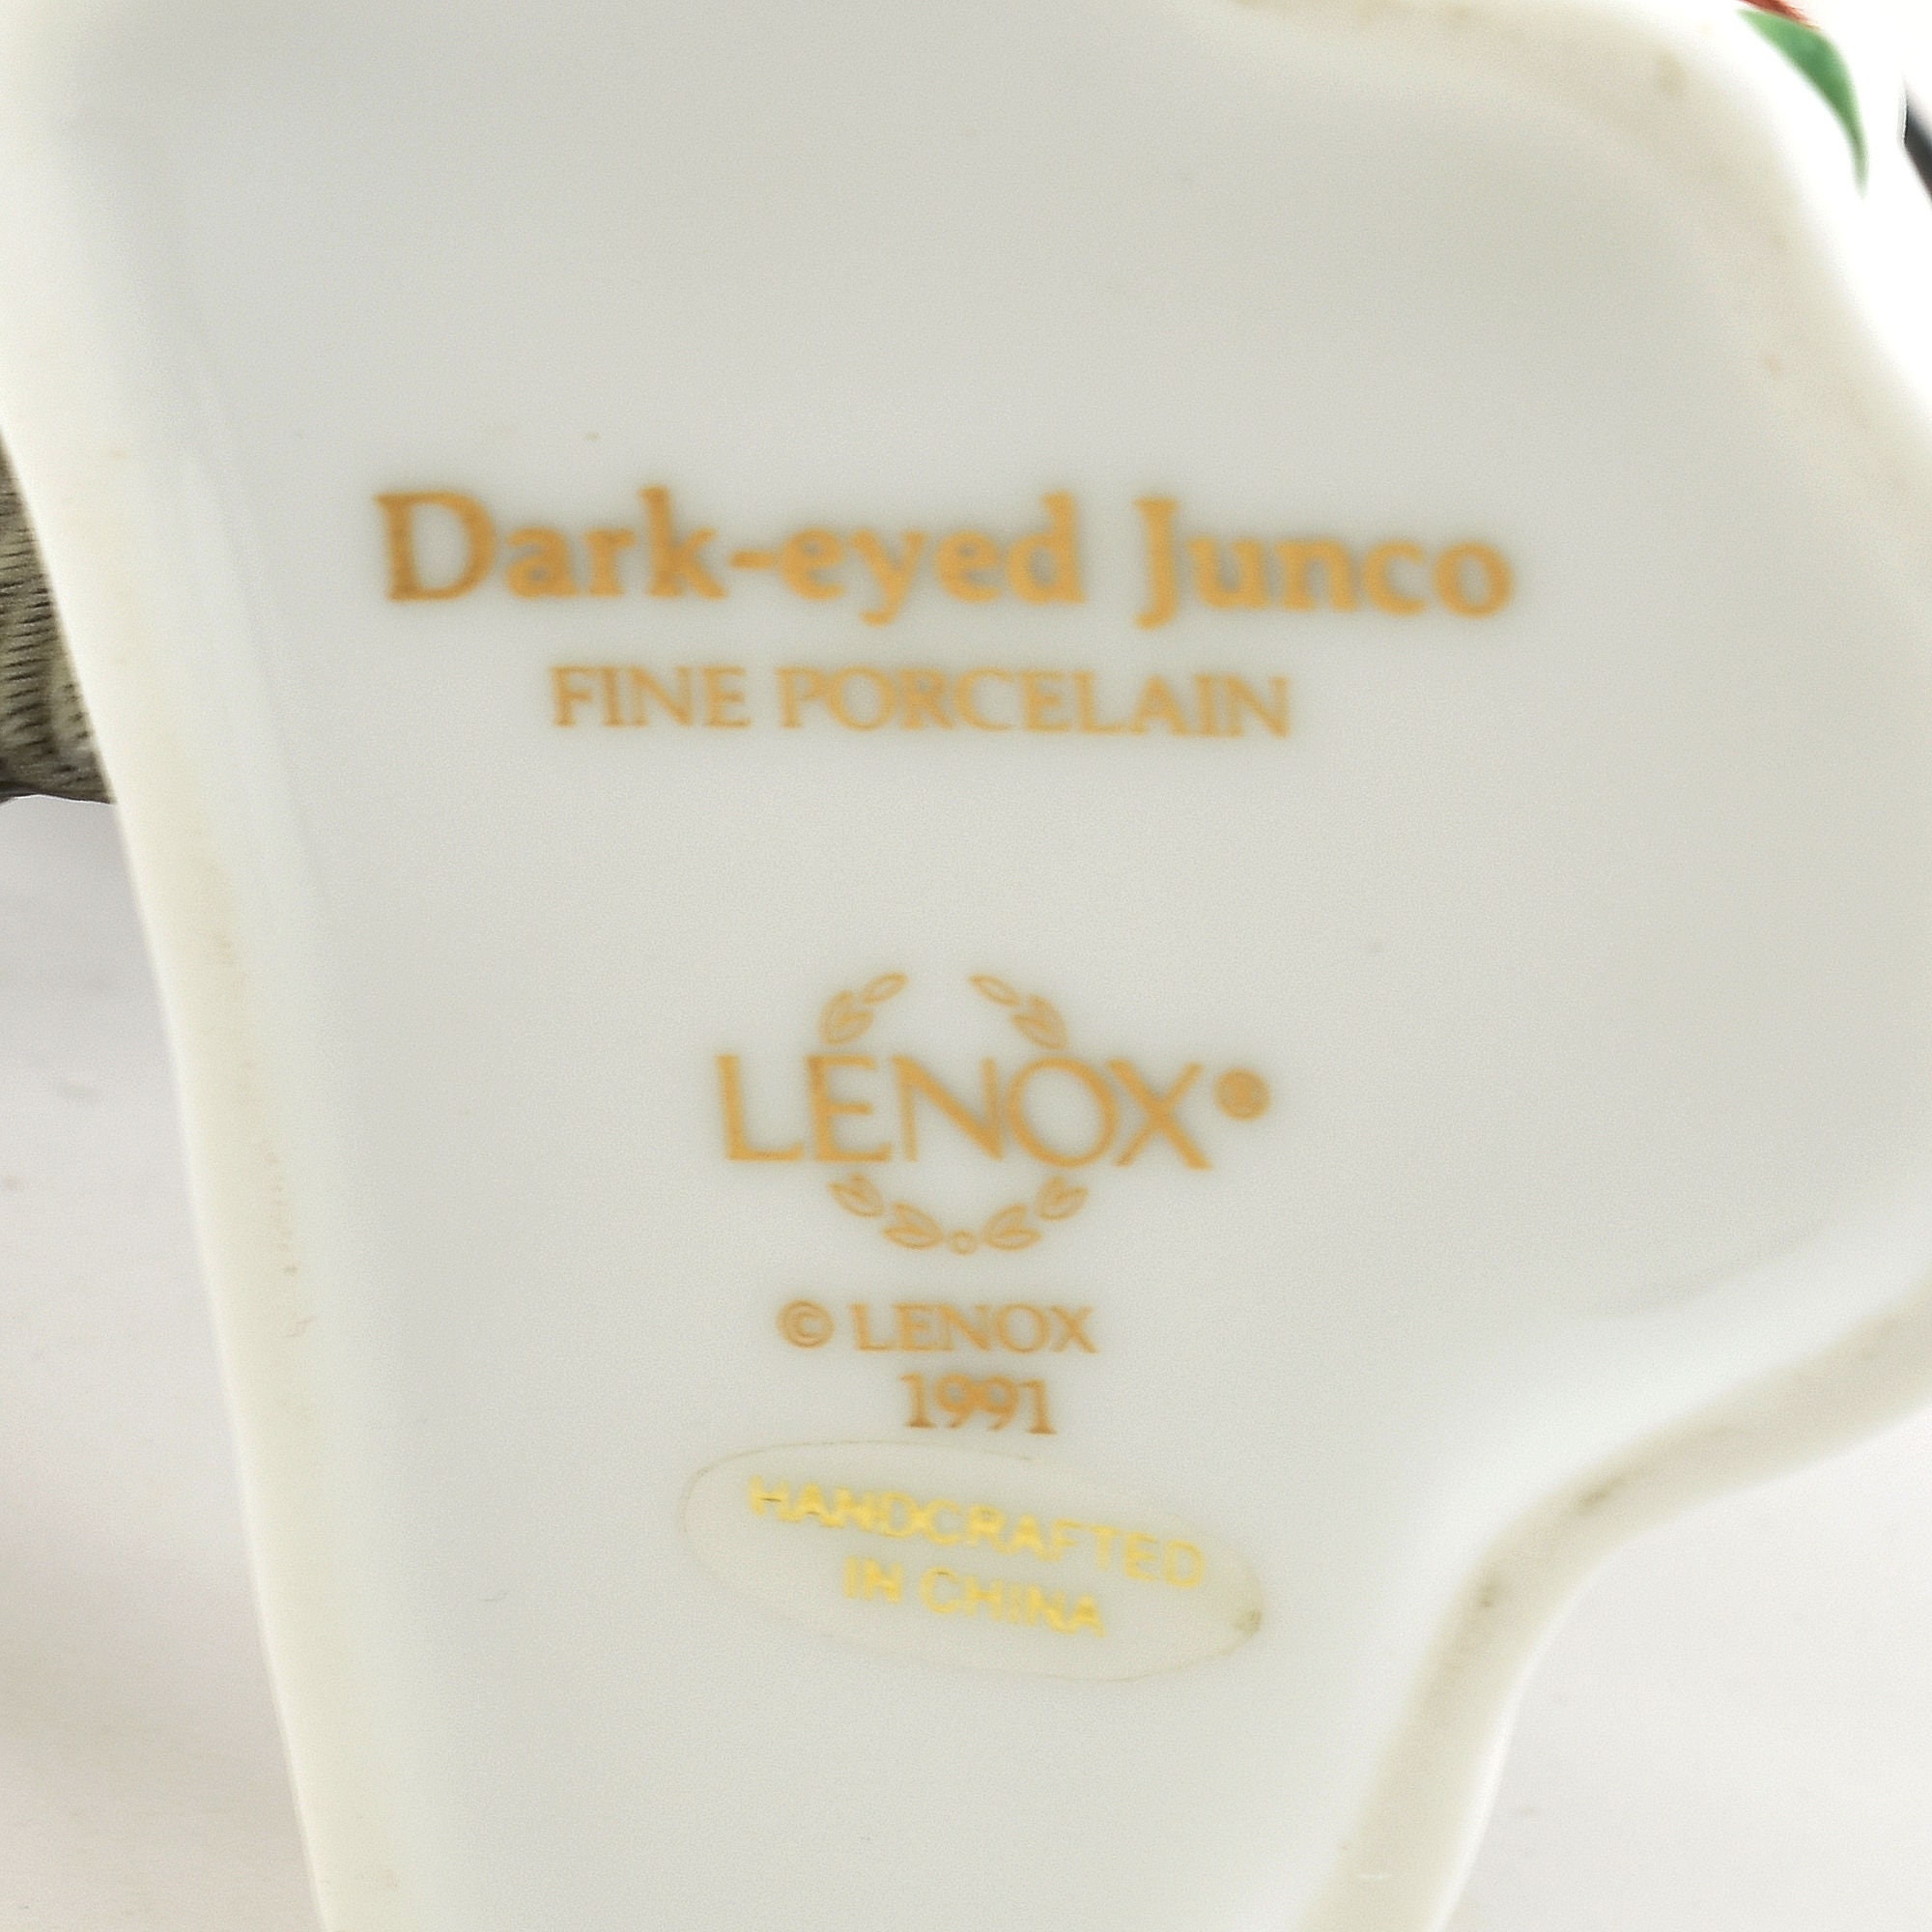 Dark-eyed Junco
FINE PORCELAIN
LENOX®
© LENOX
1991
HANDCRAFTED
IN CHINA